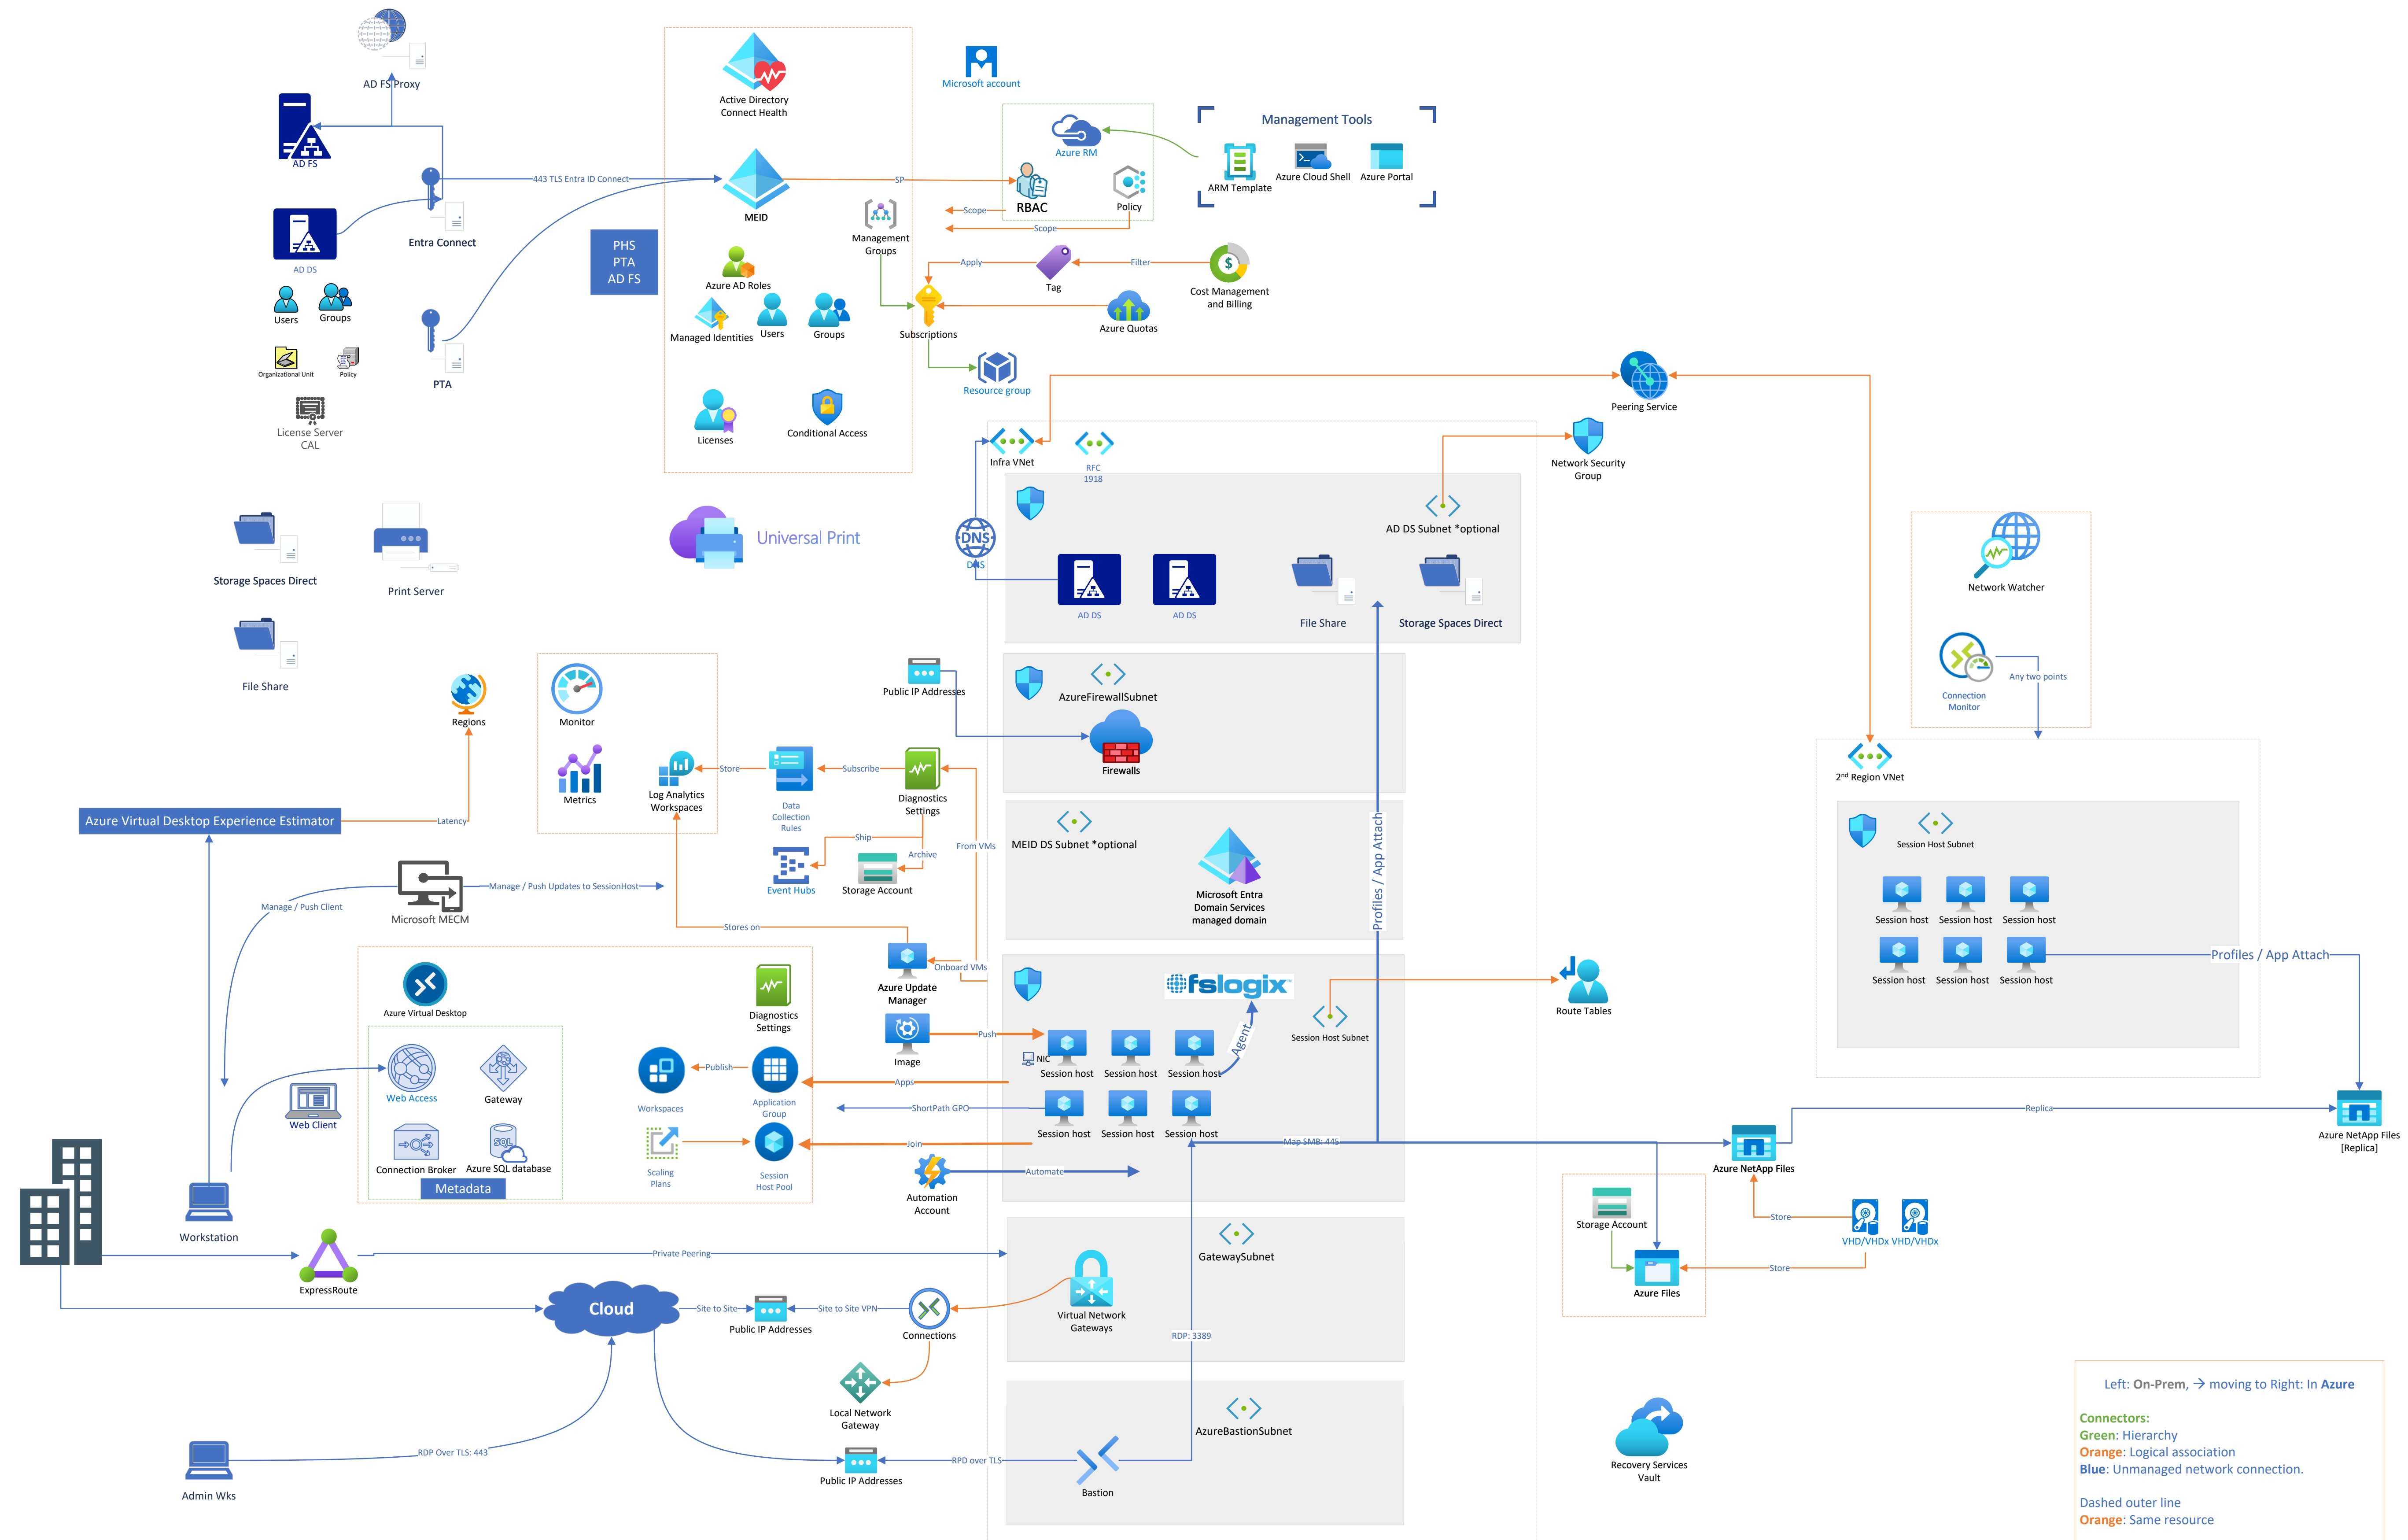 AD FS Proxy
AD FS
443 TLS Entra ID Connect
Entra Connect
AD DS
Users
Groups
Organizational Unit
Policy
PTA
License Server
CAL
PHS
PTA
AD FS
Active Directory
Connect Health
MEID
Azure AD Roles
Managed Identities
Users
Groups
Licenses
Conditional Access
Management
Groups
Microsoft account
Azure RM
SP
RBAC
Policy
Scope
Scope
Management Tools
ARM Template
Azure Cloud Shell
Azure Portal
Apply
Tag
Filter
Cost Management
and Billing
Subscriptions
Azure Quotas
Resource group
Peering Service
Infra VNet
RFC
1918
Network Security
Group
Storage Spaces Direct
Print Server
File Share
Universal Print
DNS
DNS
AD DS Subnet *optional
AD DS
AD DS
File Share
Storage Spaces Direct
Network Watcher
Connection
Monitor
Any two points
Regions
Monitor
Metrics
Log Analytics
Workspaces
Store
Data
Collection
Rules
Subscribe
Diagnostics
Settings
Public IP Addresses
AzureFirewallSubnet
Firewalls
Azure Virtual Desktop Experience Estimator
Latency
Ship
Archive
From VMs
Event Hubs
Storage Account
MEID DS Subnet *optional
Microsoft Entra
Domain Services
managed domain
Profiles / App Attach
2nd Region VNet
Session Host Subnet
Session host
Session host
Session host
Session host
Session host
Session host
Profiles / App Attach
Microsoft MECM
Manage / Push Updates to SessionHost
Manage / Push Client
Stores on
Onboard VMs
Azure Update
Manager
Azure Virtual Desktop
Diagnostics
Settings
Web Access
Gateway
Connection Broker
SQL
Azure SQL database
Metadata
Workspaces
Publish
Application
Group
Scaling
Plans
Session
Host Pool
Image
Push
Apps
ShortPath GPO
Join
Automation
Account
Automate
fslogix
Agent
Session Host Subnet
NIC
Session host
Session host
Session host
Session host
Session host
Session host
Map SMB: 445
Route Tables
Web Client
Workstation
Azure NetApp Files
Replica
Azure NetApp Files
[Replica]
Storage Account
Azure Files
Store
Store
VHD/VHDx
VHD/VHDx
ExpressRoute
Private Peering
Cloud
Site to Site
Public IP Addresses
Site to Site VPN
Connections
Local Network
Gateway
GatewaySubnet
Virtual Network
Gateways
RDP: 3389
AzureBastionSubnet
Bastion
RPD over TLS
Public IP Addresses
RDP Over TLS: 443
Admin Wks
Recovery Services
Vault
Left: On-Prem, → moving to Right: In Azure
Connectors:
Green: Hierarchy
Orange: Logical association
Blue: Unmanaged network connection.
Dashed outer line
Orange: Same resource